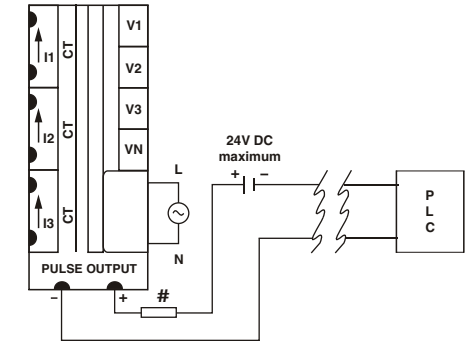 V1
I1
CT
V2
V3
I2
CT
VN
24V DC
maximum
+ −
L
I3
CT
N
P
L
C
PULSE OUTPUT
− +
#